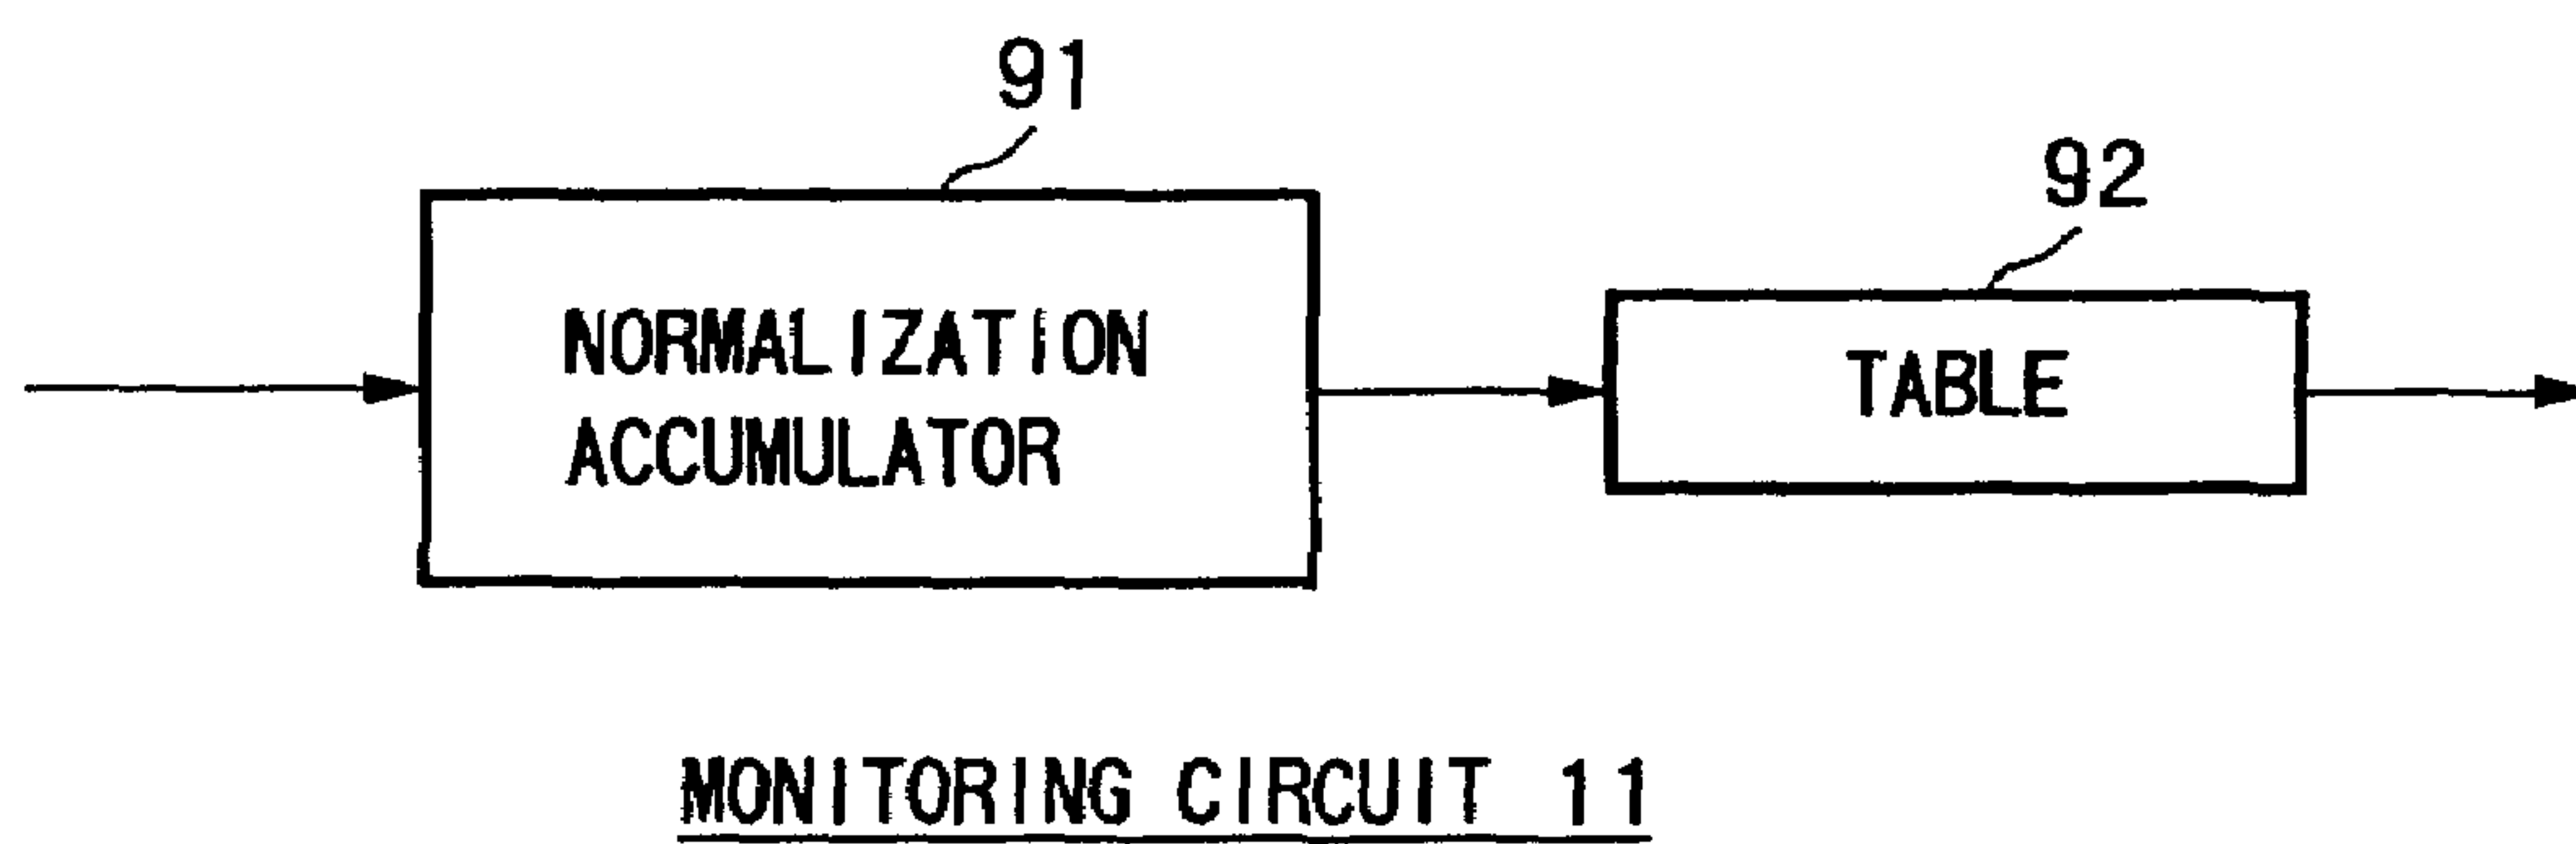 91
92
NORMALIZATION
ACCUMULATOR
TABLE
MONITORING CIRCUIT 11